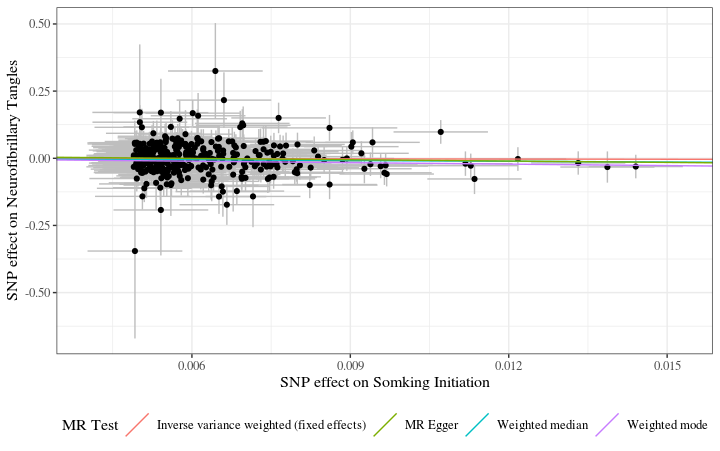 SNP effect on Neurofibrillary Tangles
0.50
0.25
0.00
-0.25
-0.50
0.006
0.009
0.012
0.015
SNP effect on Somking Initiation
MR Test
Inverse variance weighted (fixed effects)
MR Egger
Weighted median
Weighted mode